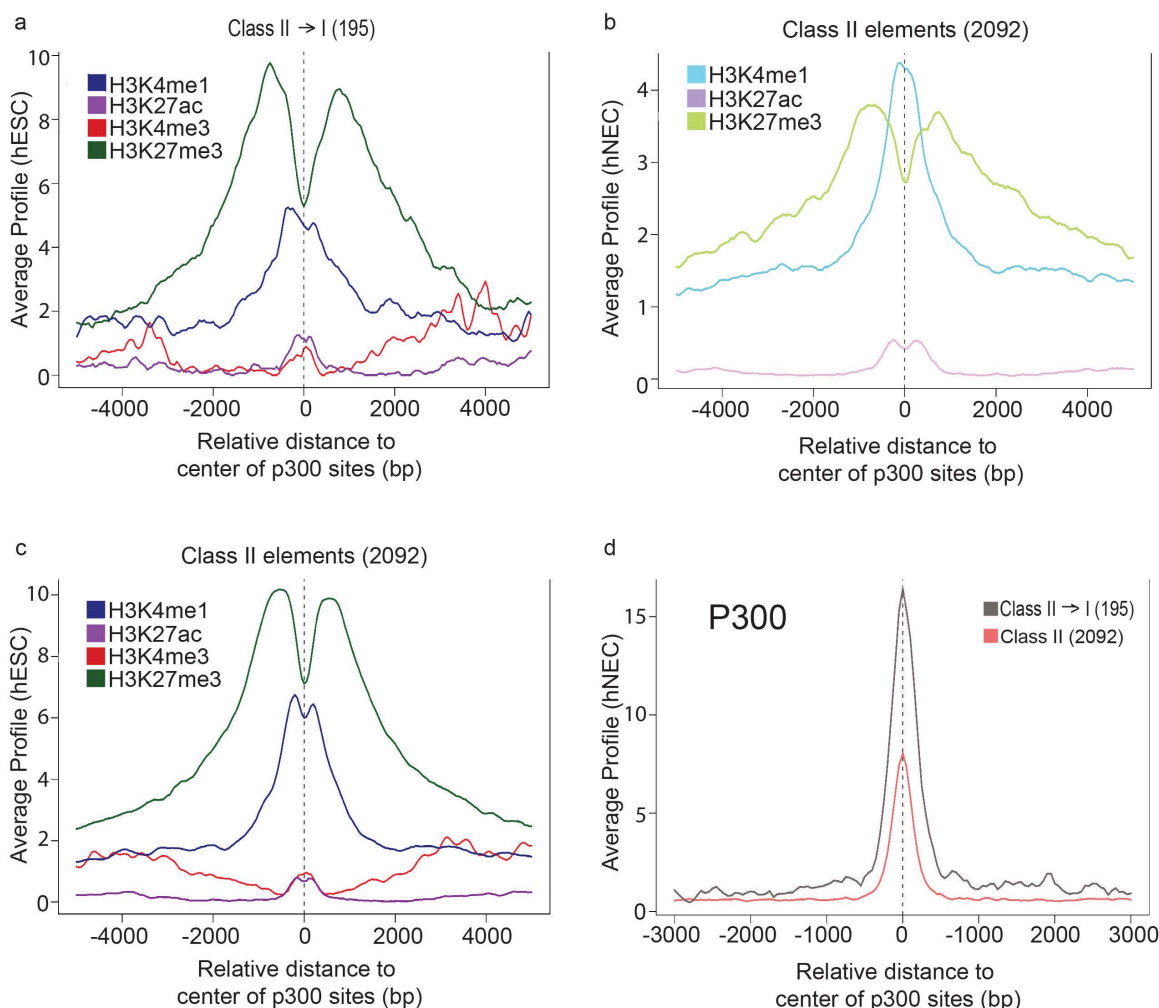 a
Class II → I (195)
10
8
6
4
2
0
Average Profile (hESC)
H3K4me1
H3K27ac
H3K4me3
H3K27me3
-4000 -2000 0 2000 4000
Relative distance to
center of p300 sites (bp)
b
Class II elements (2092)
4
3
2
1
0
Average Profile (hNEC)
H3K4me1
H3K27ac
H3K27me3
-4000 -2000 0 2000 4000
Relative distance to
center of p300 sites (bp)
c
Class II elements (2092)
10
8
6
4
2
0
Average Profile (hESC)
H3K4me1
H3K27ac
H3K4me3
H3K27me3
-4000 -2000 0 2000 4000
Relative distance to
center of p300 sites (bp)
d
15
10
5
0
Average Profile (hNEC)
P300
Class II → I (195)
Class II (2092)
-3000 -2000 -1000 0 -1000 2000 3000
Relative distance to
center of p300 sites (bp)